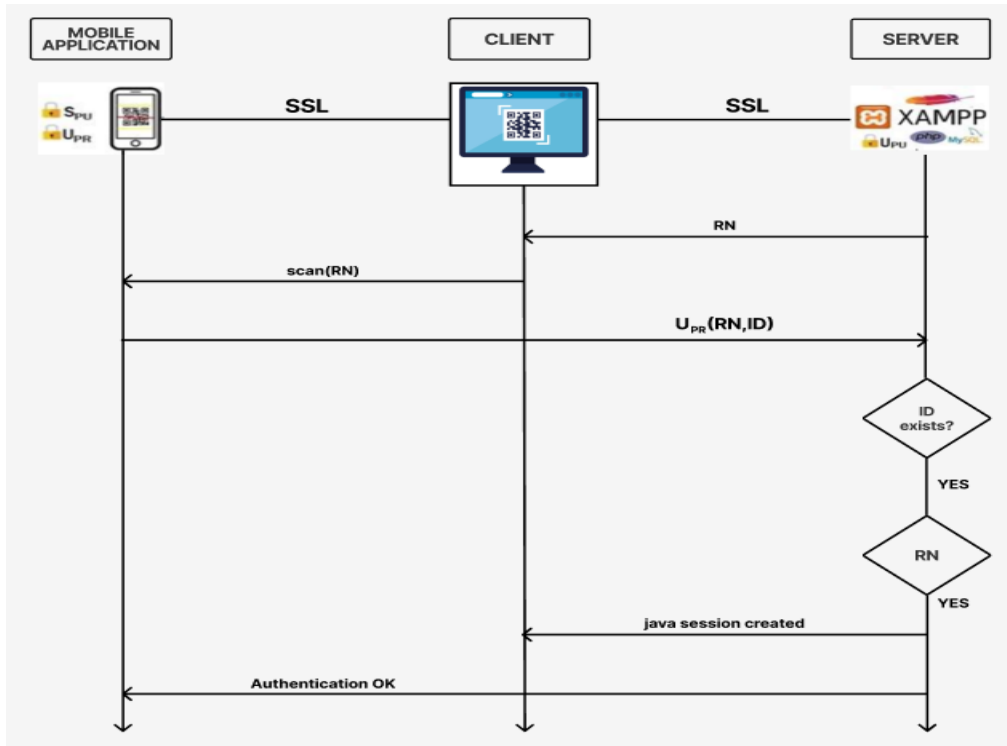 MOBILE
APPLICATION
CLIENT
SERVER
SPU
UPR
SSL
SSL
XAMPP
UPU
php
MySQL
RN
scan(RN)
UPR(RN,ID)
ID
exists?
YES
RN
YES
java session created
Authentication OK